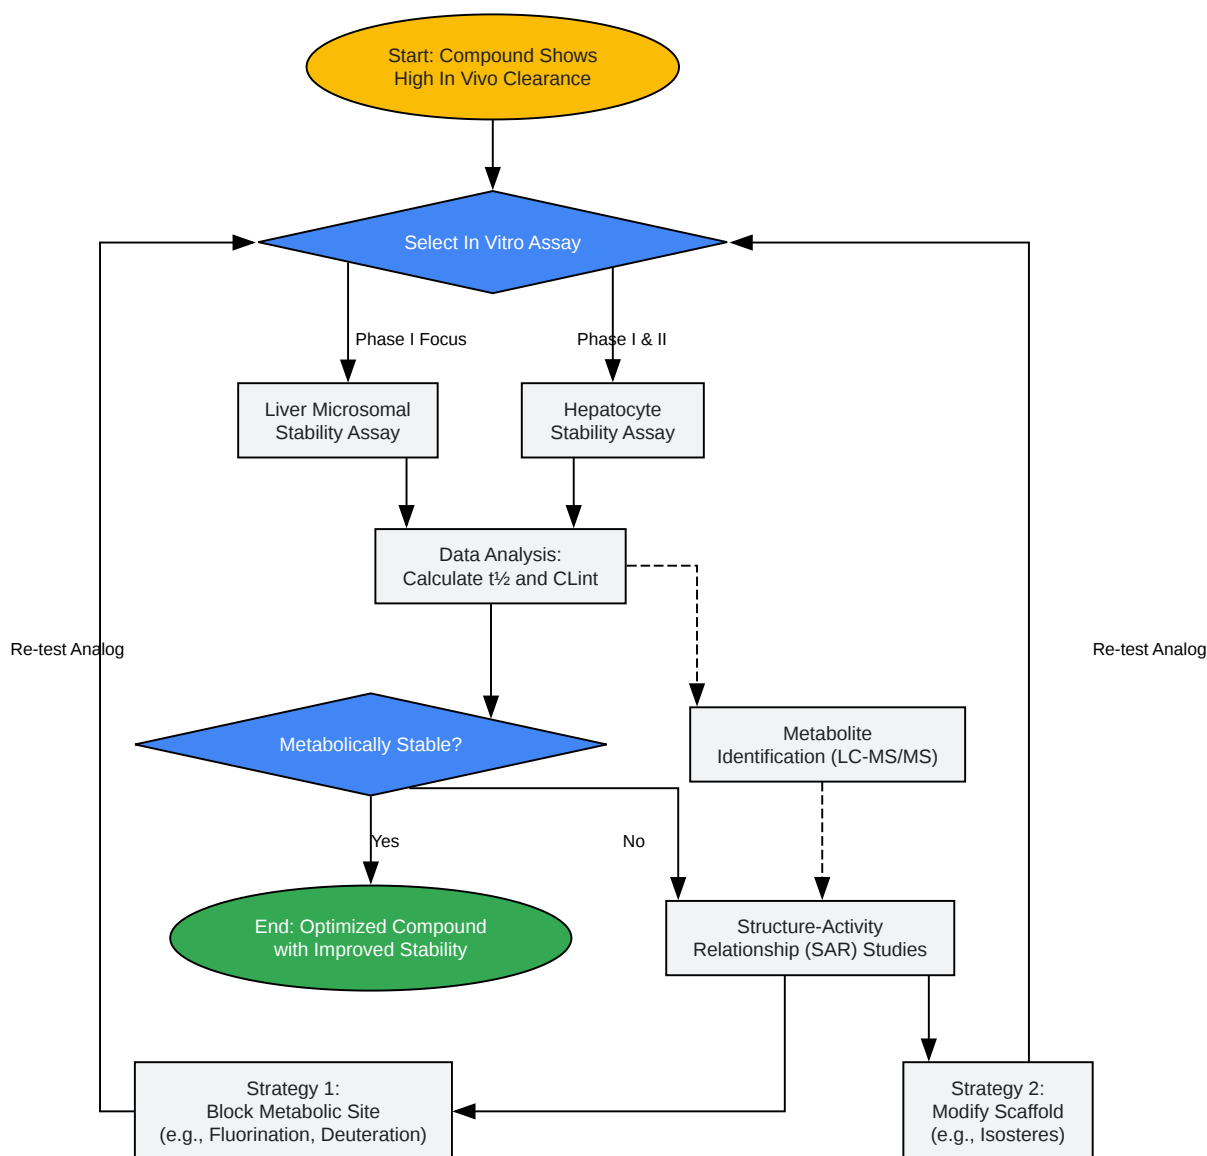 Start: Compound Shows
High In Vivo Clearance
Select In Vitro Assay
Phase I Focus
Phase I & II
Liver Microsomal
Stability Assay
Hepatocyte
Stability Assay
Data Analysis:
Calculate t½ and CLint
Re-test Analog
Re-test Analog
Metabolically Stable?
Metabolite
Identification (LC-MS/MS)
Yes
No
End: Optimized Compound
with Improved Stability
Structure-Activity
Relationship (SAR) Studies
Strategy 1:
Block Metabolic Site
(e.g., Fluorination, Deuteration)
Strategy 2:
Modify Scaffold
(e.g., Isosteres)